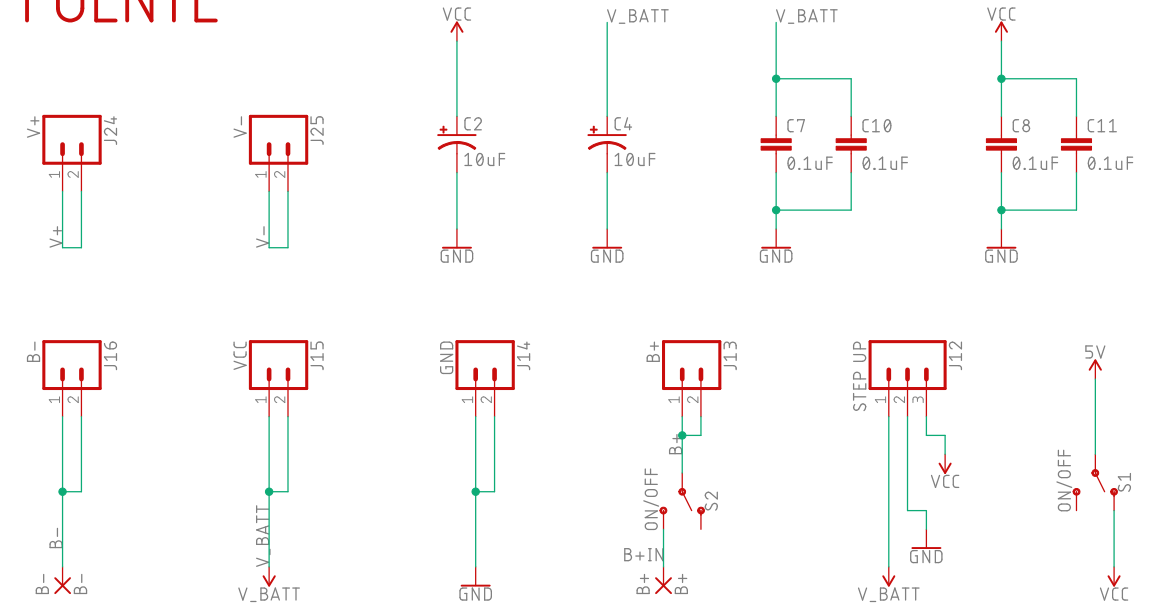 FUENTE
VCC
C2
10uF
GND
V_BATT
C4
10uF
GND
V_BATT
C7
0.1uF
C10
0.1uF
GND
VCC
C8
0.1uF
C11
0.1uF
GND
V+
J24
1
2
V+
V-
J25
1
2
V-
B-
J16
1
2
B-
B-
B-
VCC
J15
1
2
V_BATT
V_BATT
GND
J14
1
2
GND
B+
J13
1
2
B+
ON/OFF
S2
B+IN
B+
B+
STEP UP
J12
1
2
3
VCC
GND
V_BATT
5V
ON/OFF
S1
VCC